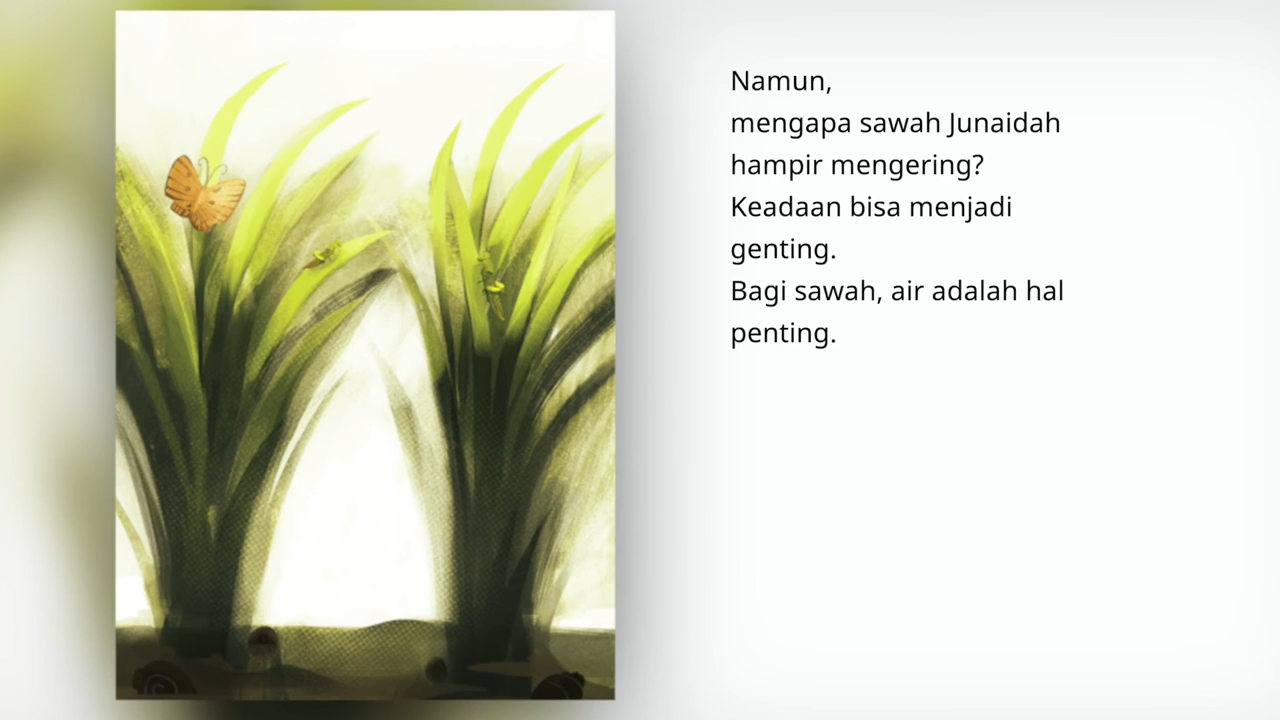 Namun,
mengapa sawah Junaidah
hampir mengering?
Keadaan bisa menjadi
genting.
Bagi sawah, air adalah hal
penting.